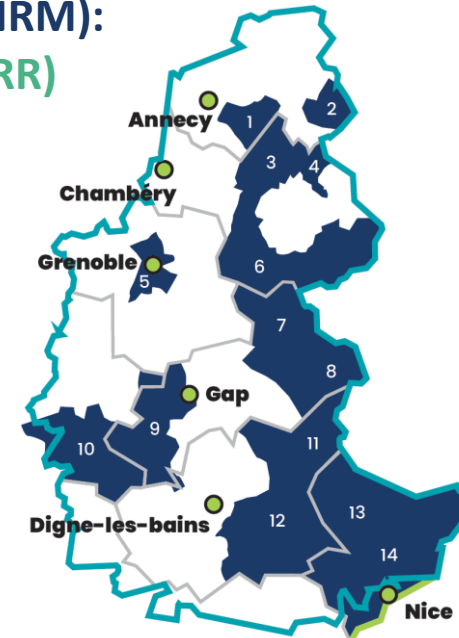 IRM):
RR)
Annecy
1
2
3
4
Chambéry
Grenoble
5
6
7
8
Gap
9
10
11
Digne-les-bains
12
13
14
Nice